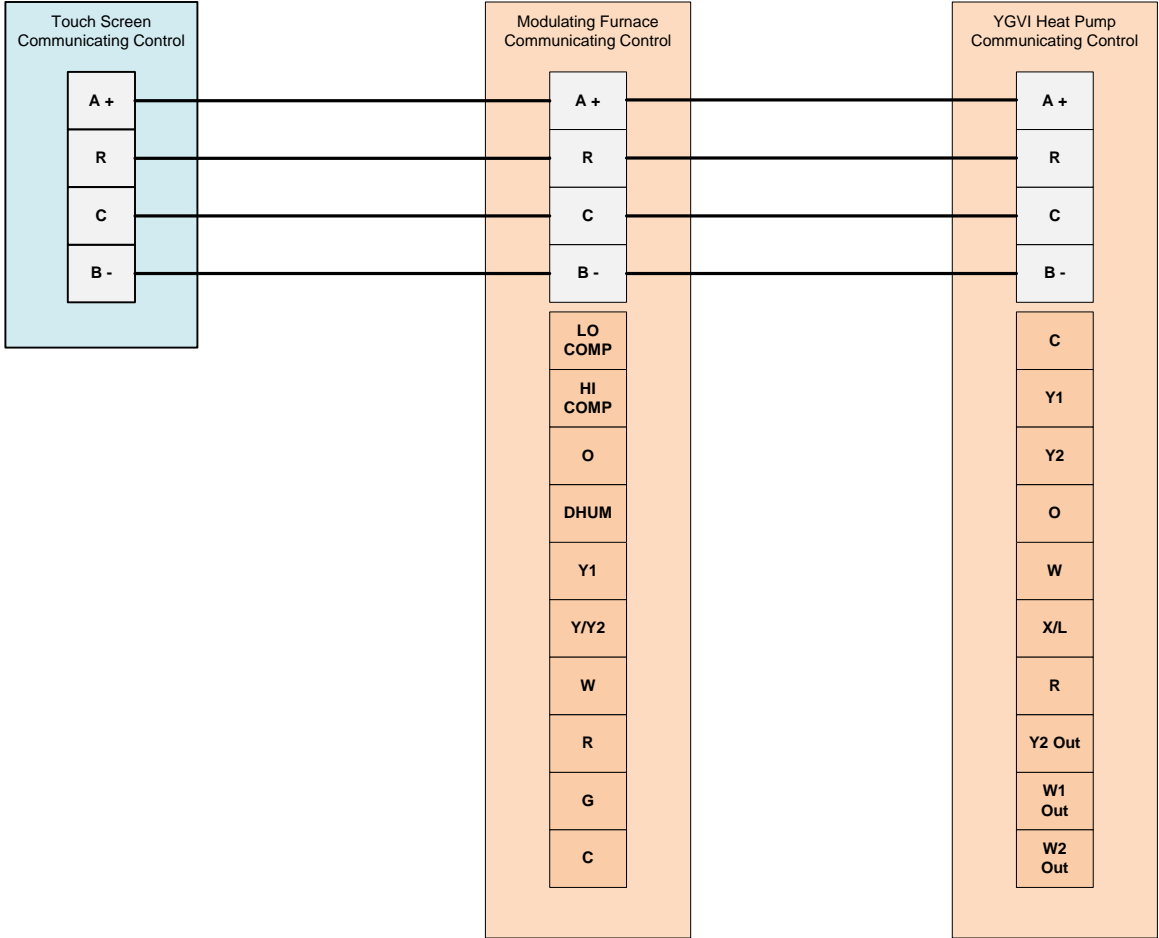 Touch Screen
Communicating Control
A +
R
C
B -
Modulating Furnace
Communicating Control
A +
R
C
B -
LO
COMP
HI
COMP
O
DHUM
Y1
Y/Y2
W
R
G
C
YGVI Heat Pump
Communicating Control
A +
R
C
B -
C
Y1
Y2
O
W
X/L
R
Y2 Out
W1
Out
W2
Out